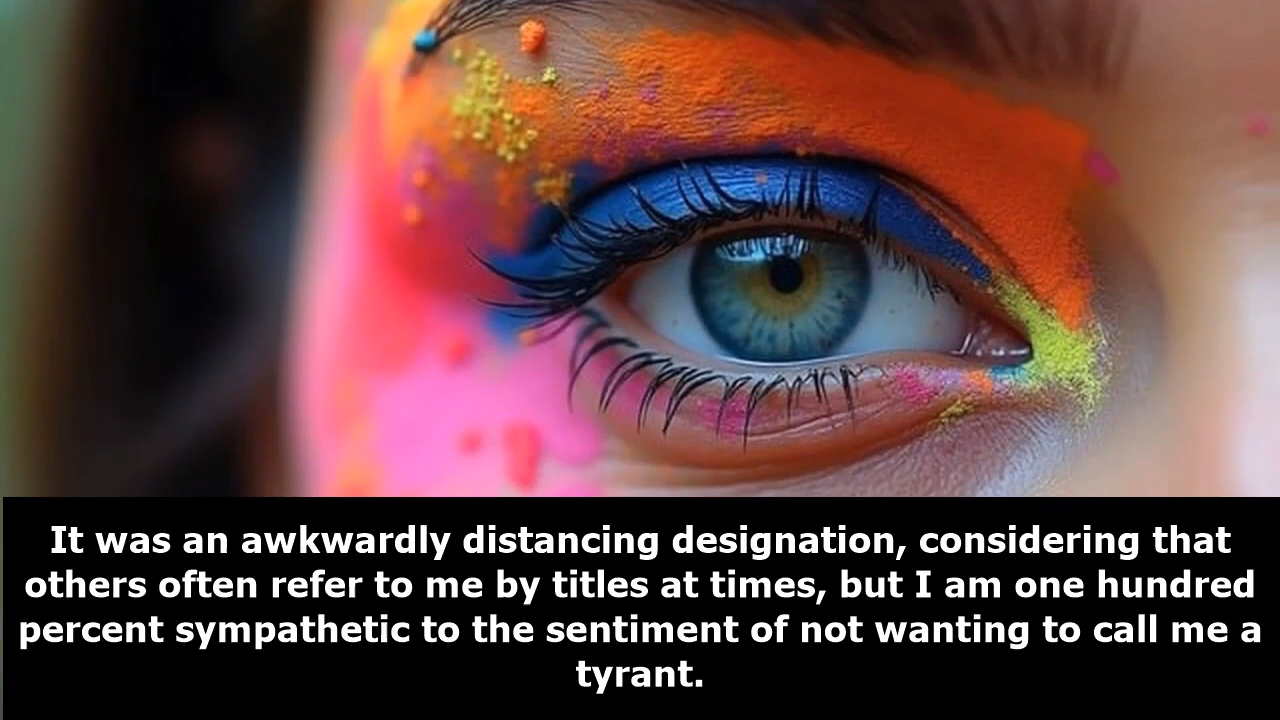 It was an awkwardly distancing designation, considering that
others often refer to me by titles at times, but I am one hundred
percent sympathetic to the sentiment of not wanting to call me a
tyrant.